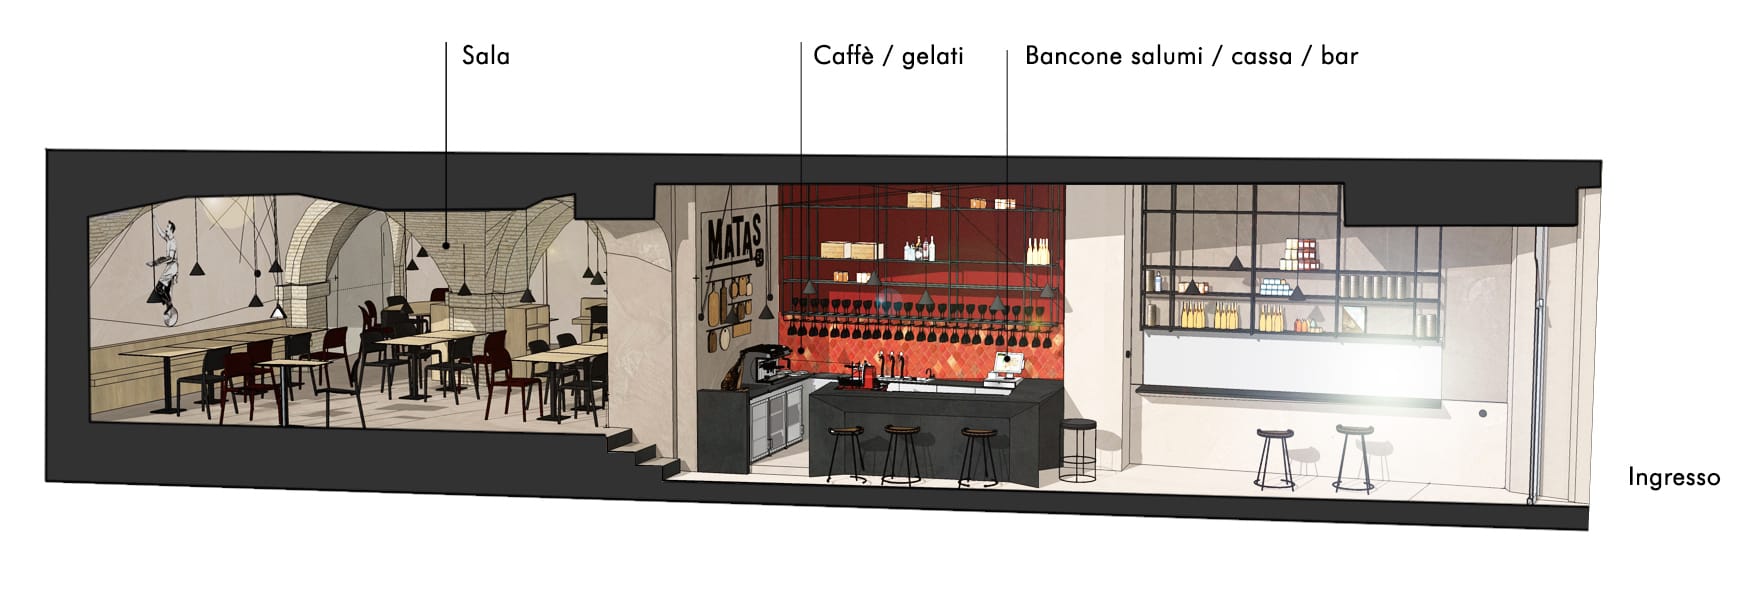 Sala
Caffè / gelati
Bancone salumi / cassa / bar
MATAS
Ingresso